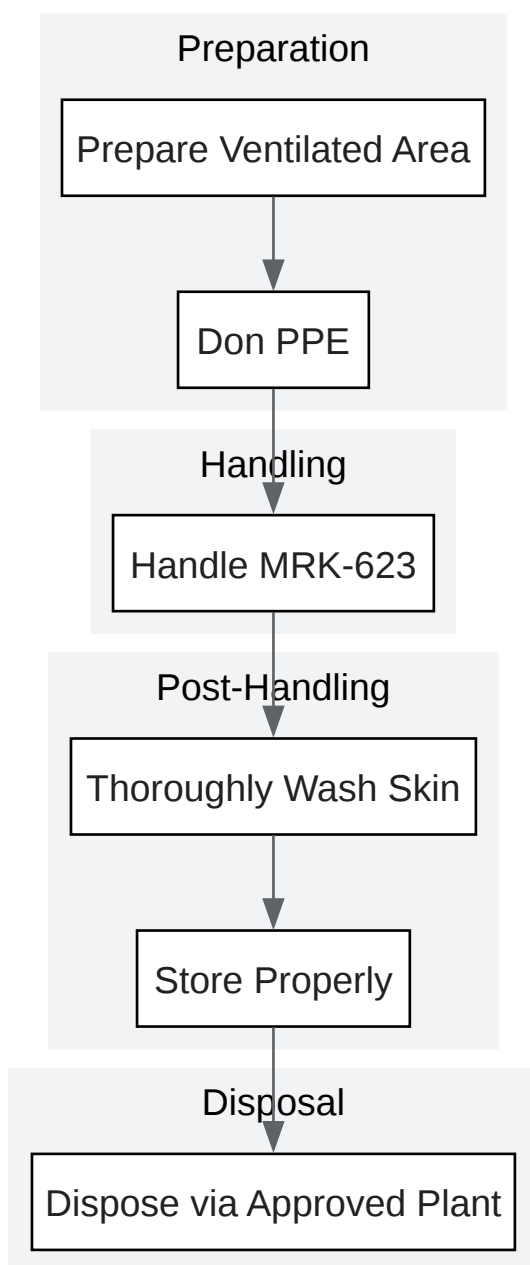 Preparation
Prepare Ventilated Area
Don PPE
Handling
Handle MRK-623
Post-Handling
Thoroughly Wash Skin
Store Properly
Disposal
Dispose via Approved Plant